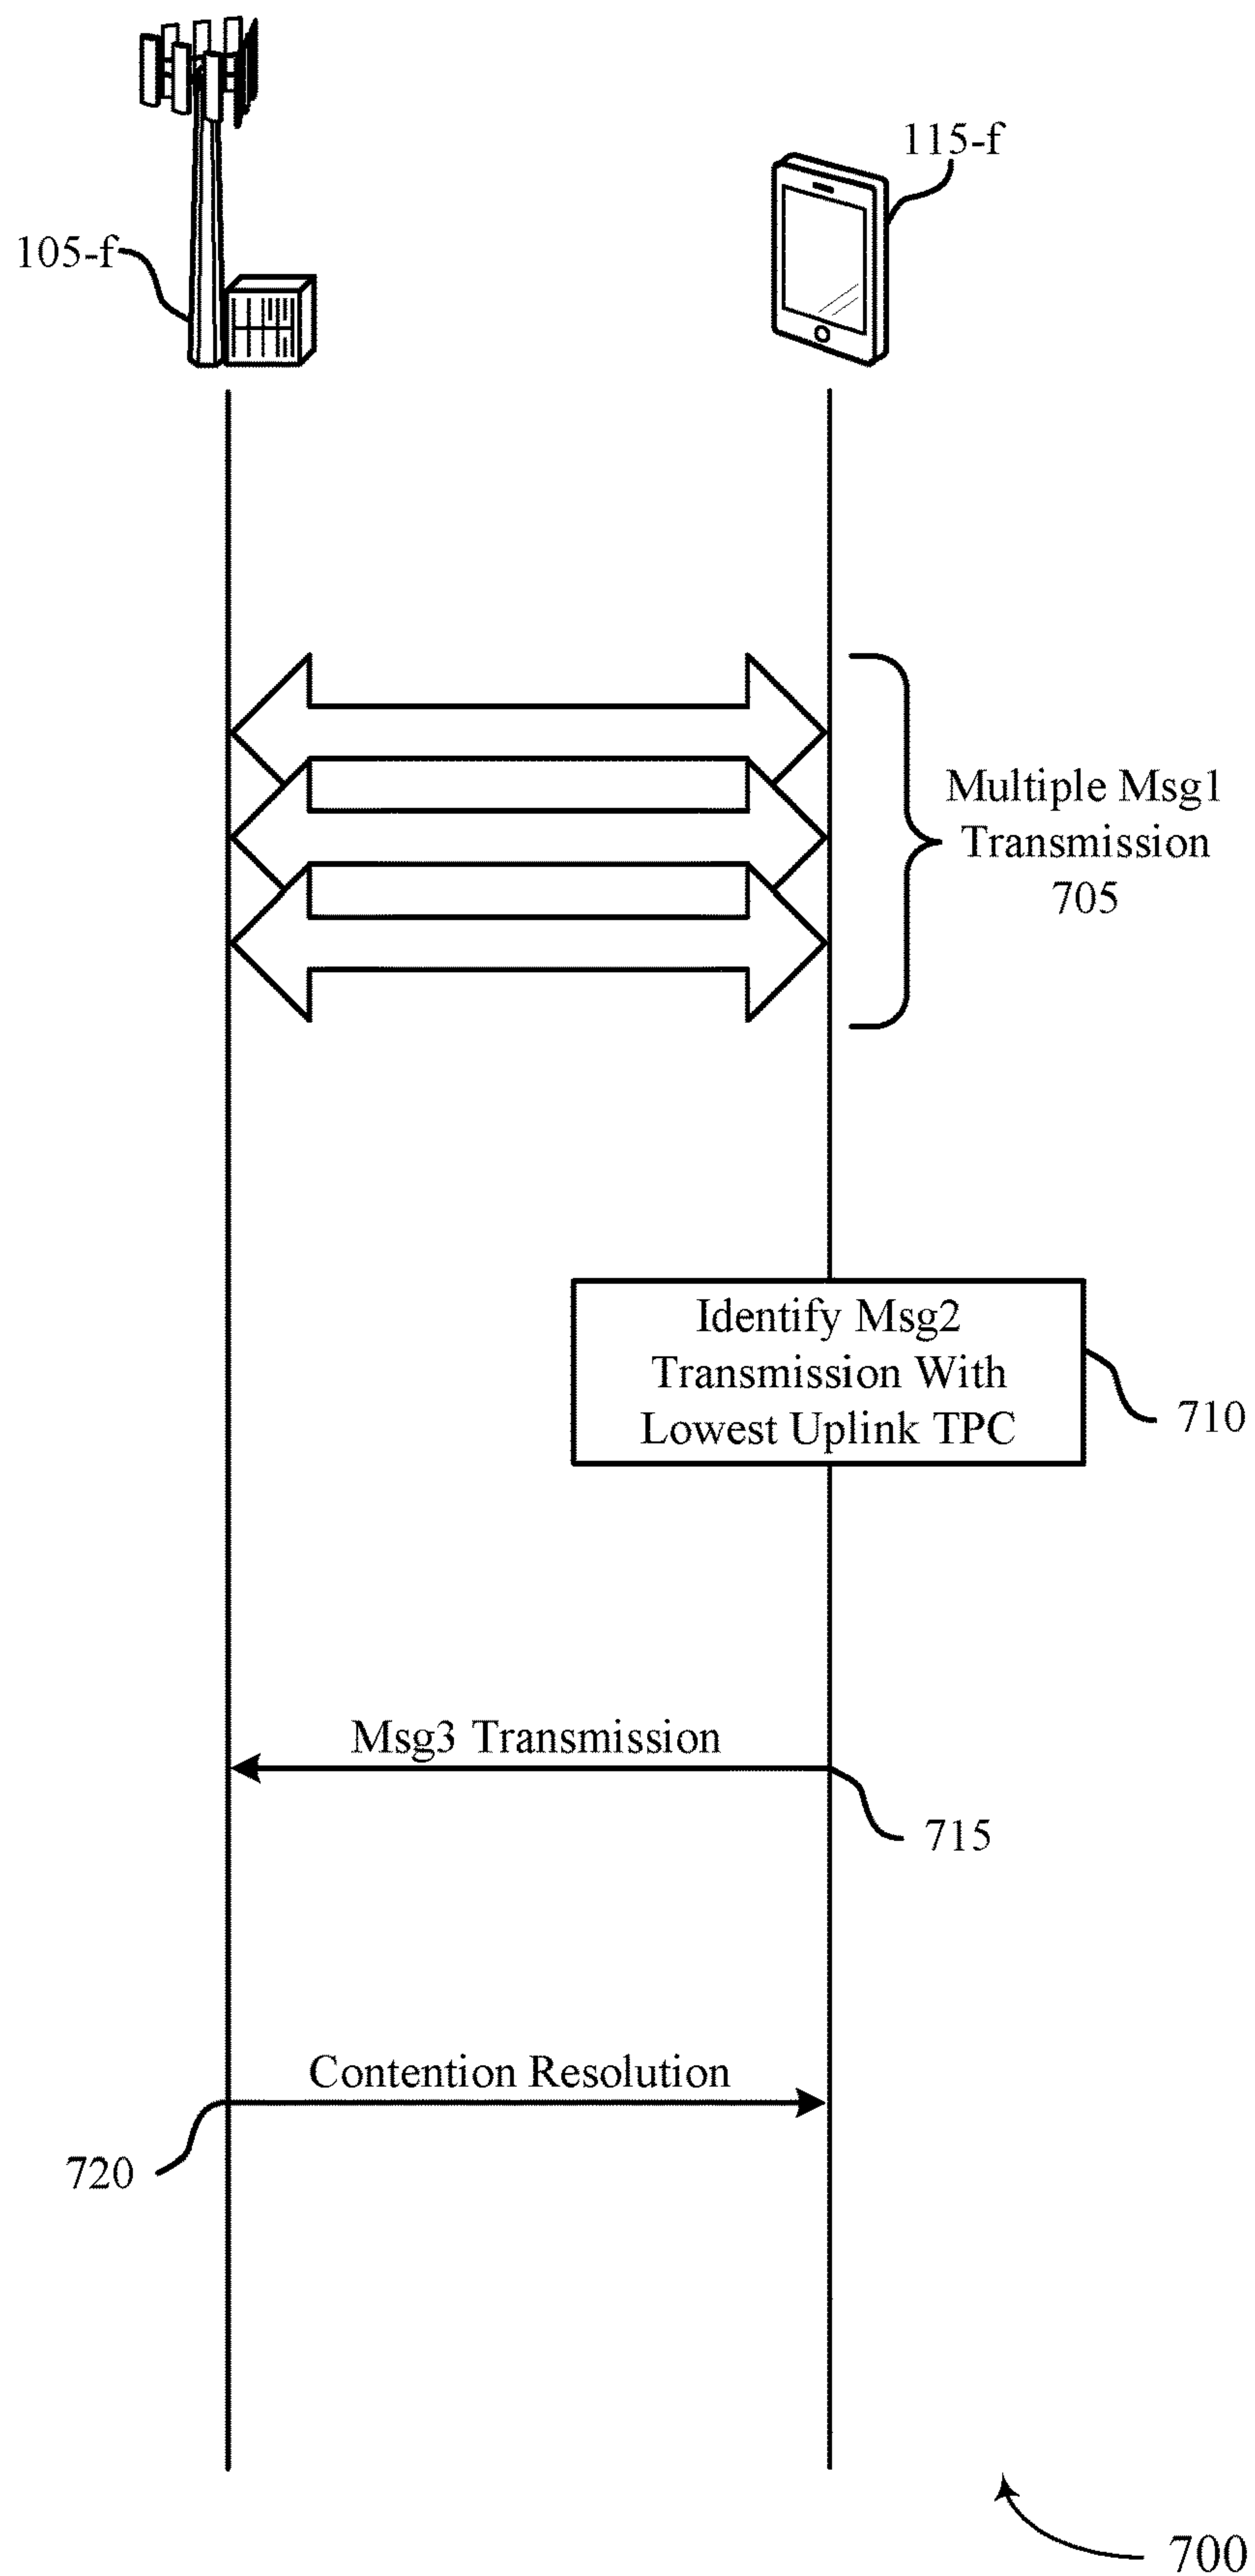 115-f
105-f
Multiple Msg1
Transmission
705
Identify Msg2
Transmission With
Lowest Uplink TPC
710
Msg3 Transmission
715
Contention Resolution
720
700